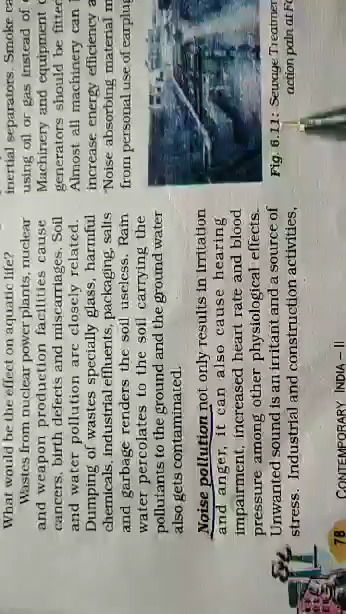 What would be the effect on aquatic life?
Wastes from nuclear power plants, nuclear
and weapon production facilities cause
cancers, birth defects and miscarriages. Soil
and water pollution are closely related.
Dumping of wastes specially glass, harmful
chemicals, industrial effluents, packaging, salts
and garbage renders the soil useless. Rain
water percolates to the soil carrying the
pollutants to the ground and the ground water
also gets contaminated.
Noise pollution not only results in irritation
and anger, it can also cause hearing
impairment, increased heart rate and blood
pressure among other physiological effects.
Unwanted sound is an irritant and a source of
stress. Industrial and construction activities,
78
CONTEMPORARY INDIA – II
inertial separators. Smoke
using oil or gas instead of
Machinery and equipment
generators should be fitted
Almost all machinery can
increase energy efficiency
Noise absorbing material
from personal use of
Fig. 6.11: Sewage
action path at